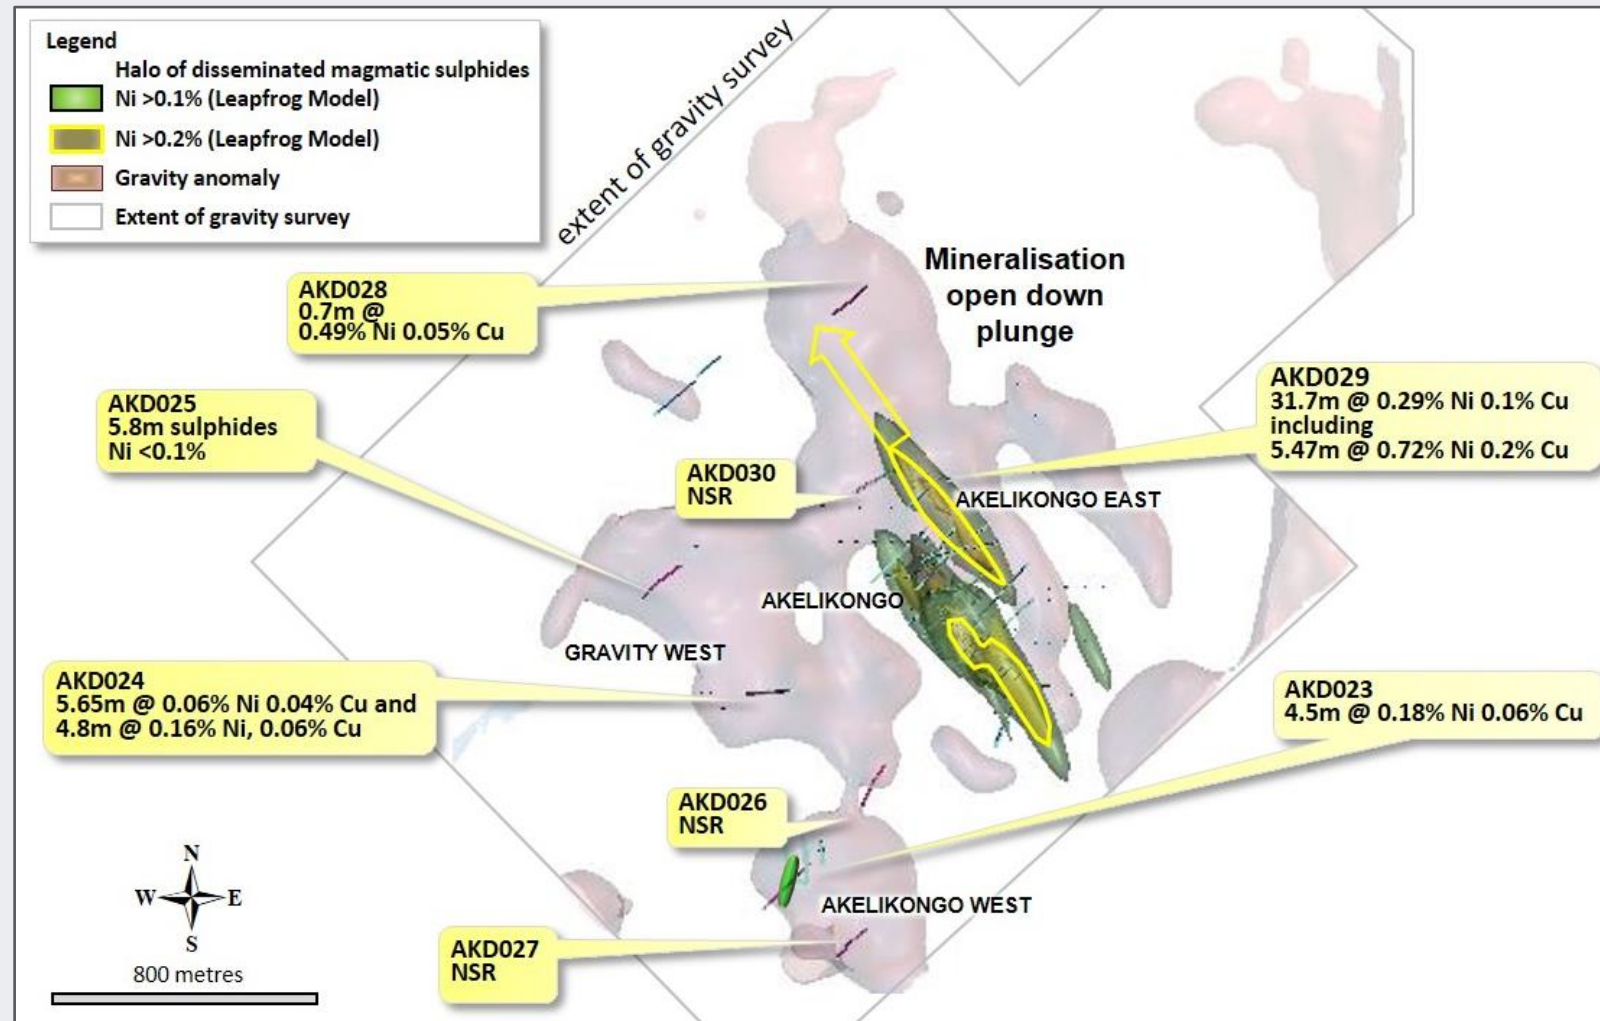 Legend
Halo of disseminated magmatic sulphides
Ni >0.1% (Leapfrog Model)
Ni >0.2% (Leapfrog Model)
Gravity anomaly
Extent of gravity survey
extent of gravity survey
Mineralisation
open down
plunge
AKD028
0.7m @
0.49% Ni 0.05% Cu
AKD029
31.7m @ 0.29% Ni 0.1% Cu
including
5.47m @ 0.72% Ni 0.2% Cu
AKD025
5.8m sulphides
Ni <0.1%
AKD030
NSR
AKELIKONGO EAST
AKELIKONGO
GRAVITY WEST
AKD024
5.65m @ 0.06% Ni 0.04% Cu and
4.8m @ 0.16% Ni, 0.06% Cu
AKD023
4.5m @ 0.18% Ni 0.06% Cu
AKD026
NSR
AKELIKONGO WEST
AKD027
NSR
N
W
E
S
800 metres